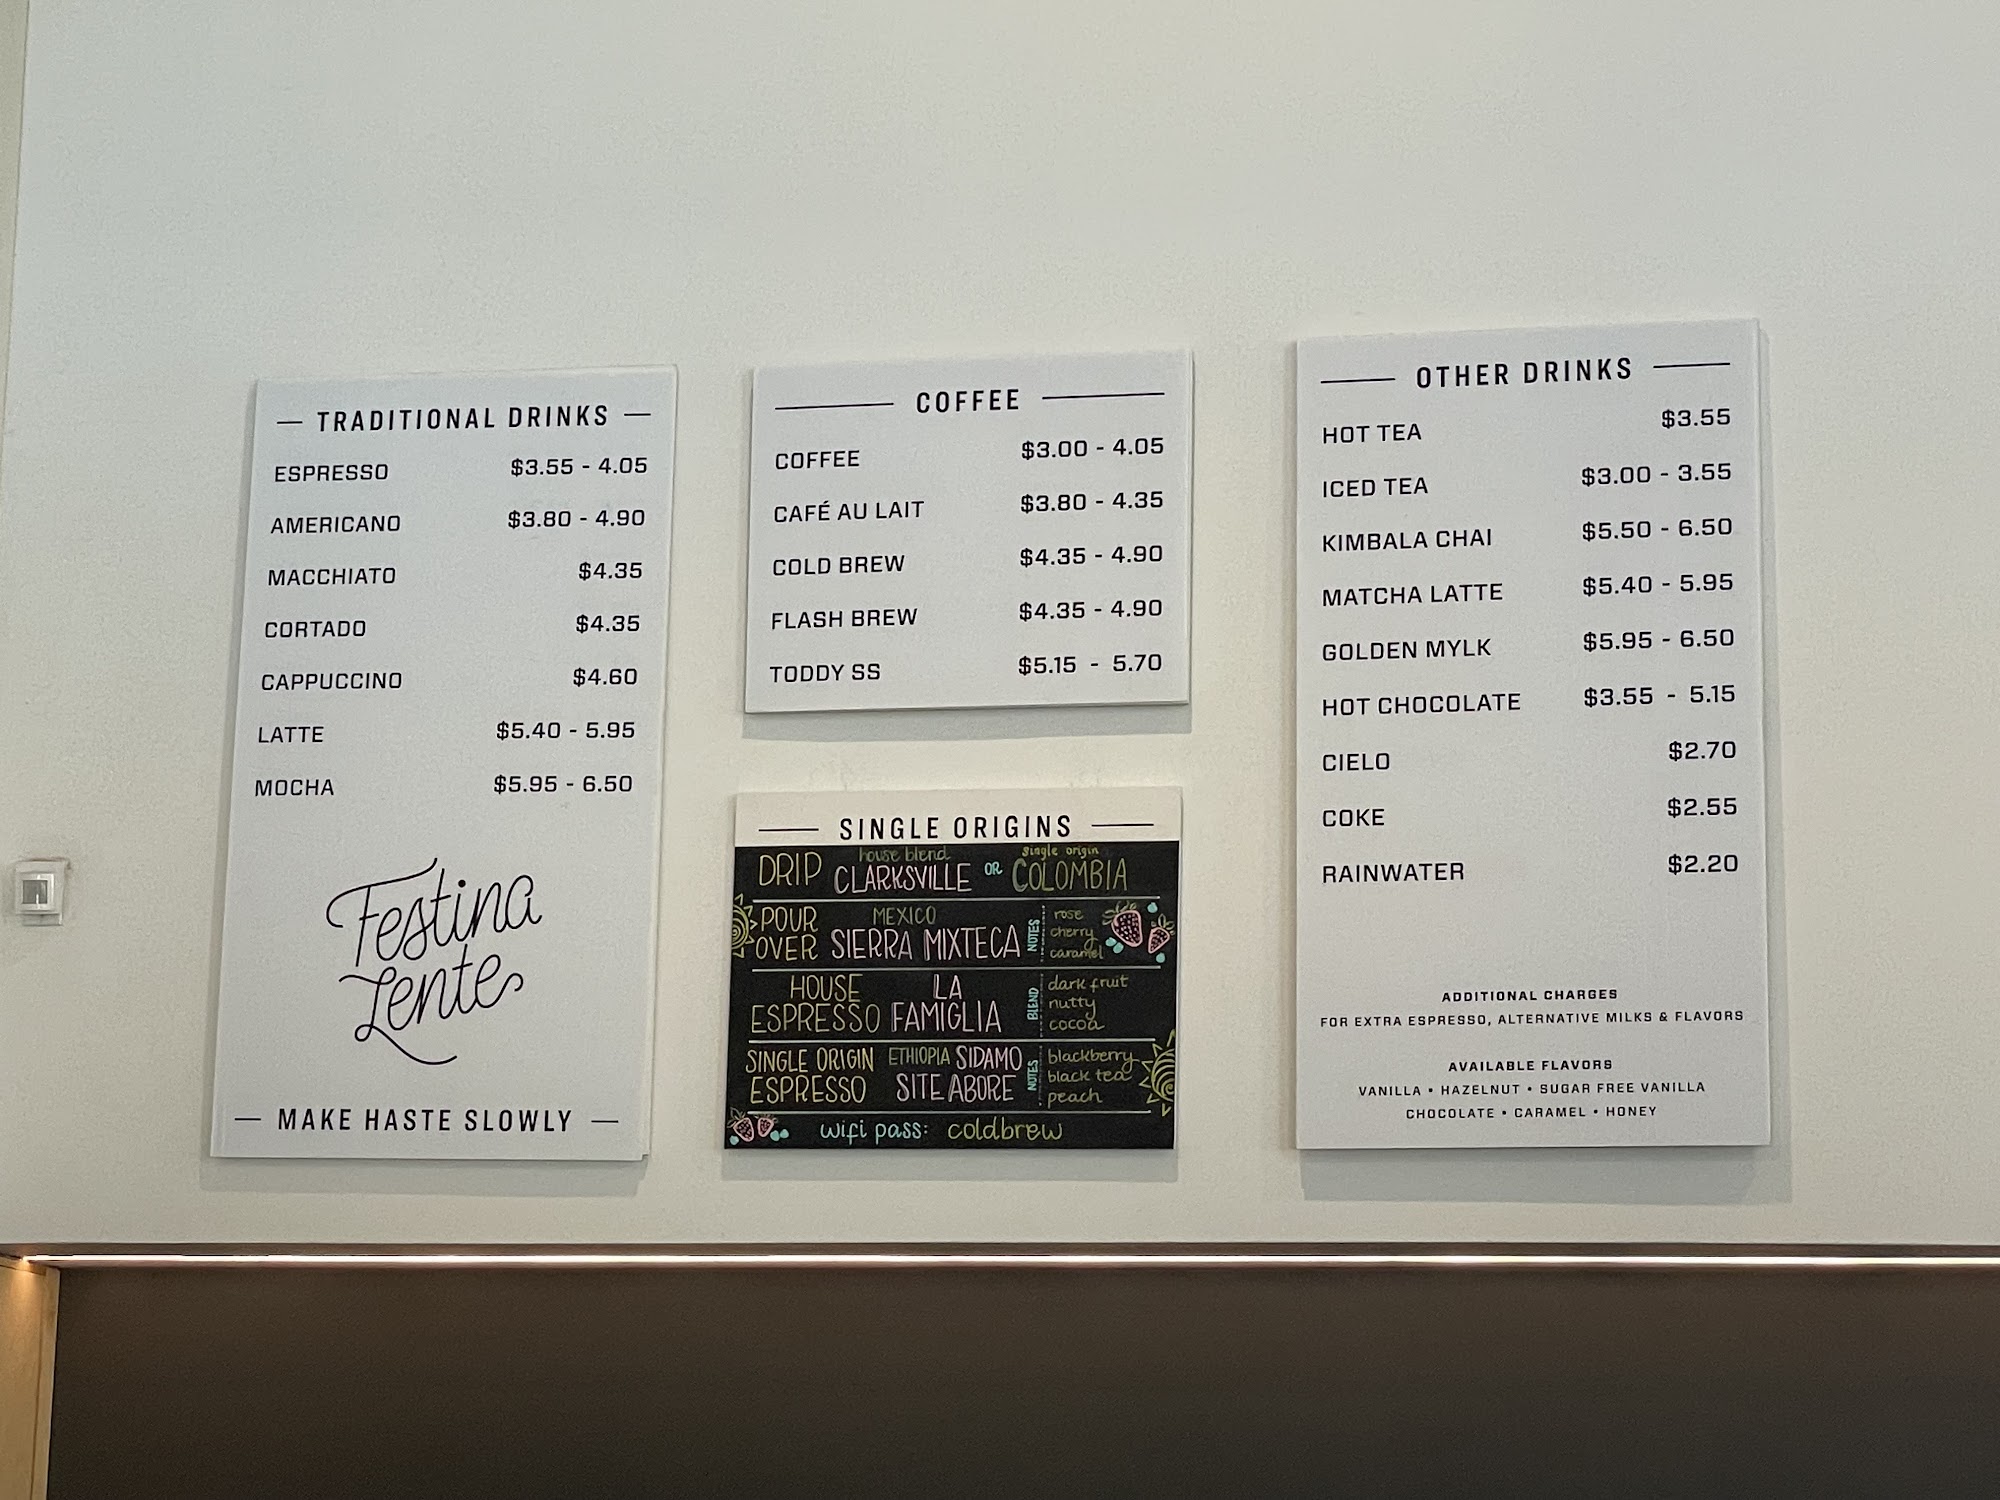 TRADITIONAL DRINKS
ESPRESSO $3.55 - 4.05
AMERICANO $3.80 - 4.90
MACCHIATO $4.35
CORTADO $4.35
CAPPUCCINO $4.60
LATTE $5.40 - 5.95
MOCHA $5.95 - 6.50
Festina
Lente
MAKE HASTE SLOWLY
COFFEE
COFFEE $3.00 - 4.05
CAFÉ AU LAIT $3.80 - 4.35
COLD BREW $4.35 - 4.90
FLASH BREW $4.35 - 4.90
TODDY SS $5.15 - 5.70
SINGLE ORIGINS
house blend single origin
DRIP CLARKSVILLE OR COLOMBIA
POUR OVER
MEXICO
SIERRA MIXTECA
NOTES
rose
cherry
caramel
HOUSE
ESPRESSO
LA
FAMIGLIA
BLEND
dark fruit
nutty
cocoa
SINGLE ORIGIN
ESPRESSO
ETHIOPIA SIDAMO
SITE ABORE
NOTES
blackberry
black tea
peach
wifi pass: coldbrew
OTHER DRINKS
HOT TEA $3.55
ICED TEA $3.00 - 3.55
KIMBALA CHAI $5.50 - 6.50
MATCHA LATTE $5.40 - 5.95
GOLDEN MYLK $5.95 - 6.50
HOT CHOCOLATE $3.55 - 5.15
CIELO $2.70
COKE $2.55
RAINWATER $2.20
ADDITIONAL CHARGES
FOR EXTRA ESPRESSO, ALTERNATIVE MILKS & FLAVORS
AVAILABLE FLAVORS
VANILLA • HAZELNUT • SUGAR FREE VANILLA
CHOCOLATE • CARAMEL • HONEY